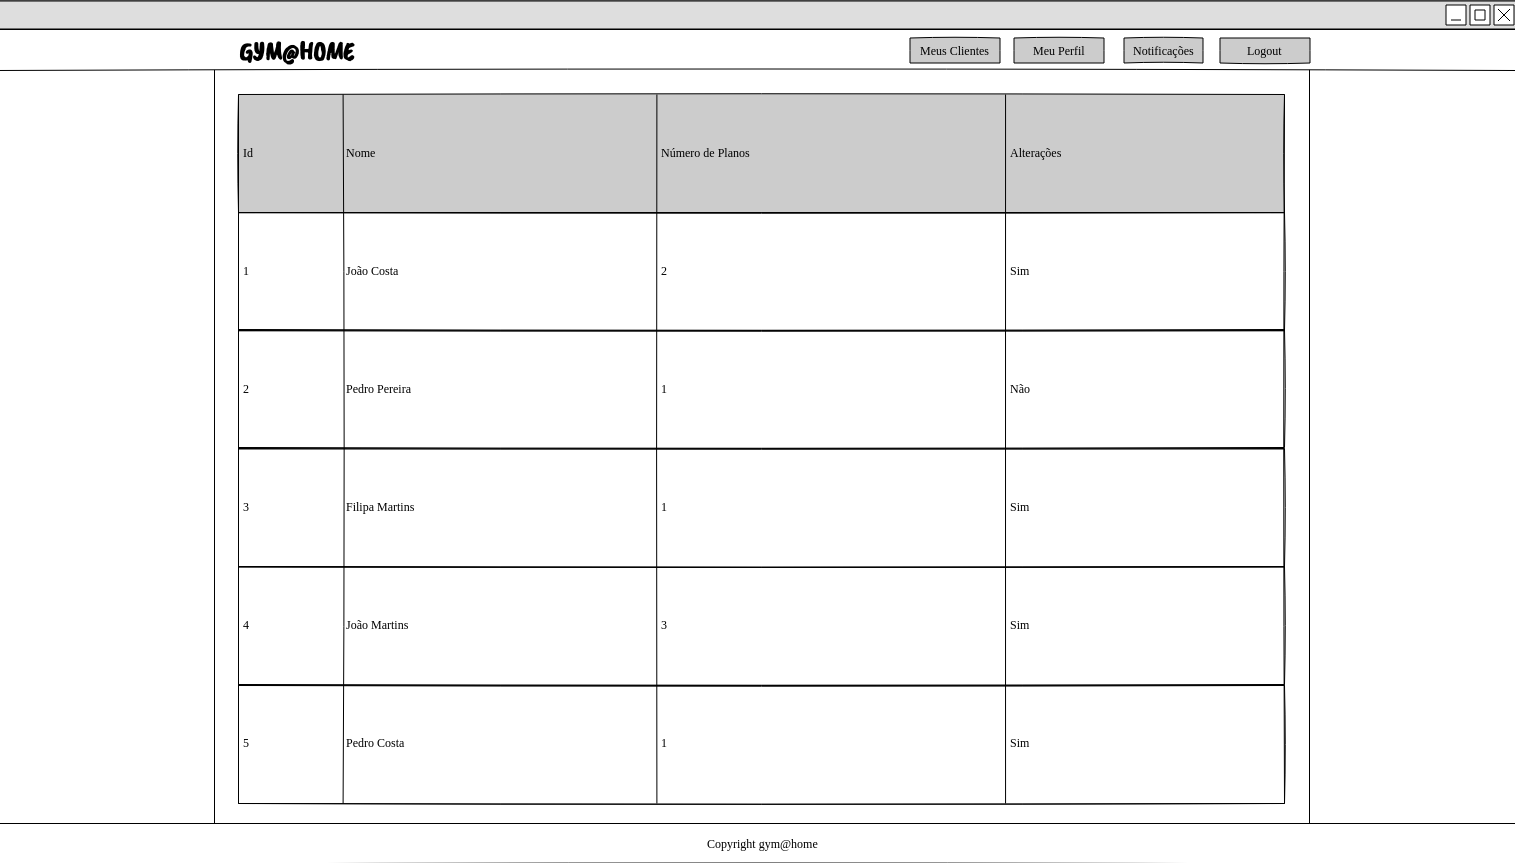 GYM@HOME
Meus Clientes Meu Perfil Notificações Logout
Id Nome Número de Planos Alterações
1 João Costa 2 Sim
2 Pedro Pereira 1 Não
3 Filipa Martins 1 Sim
4 João Martins 3 Sim
5 Pedro Costa 1 Sim
Copyright gym@home